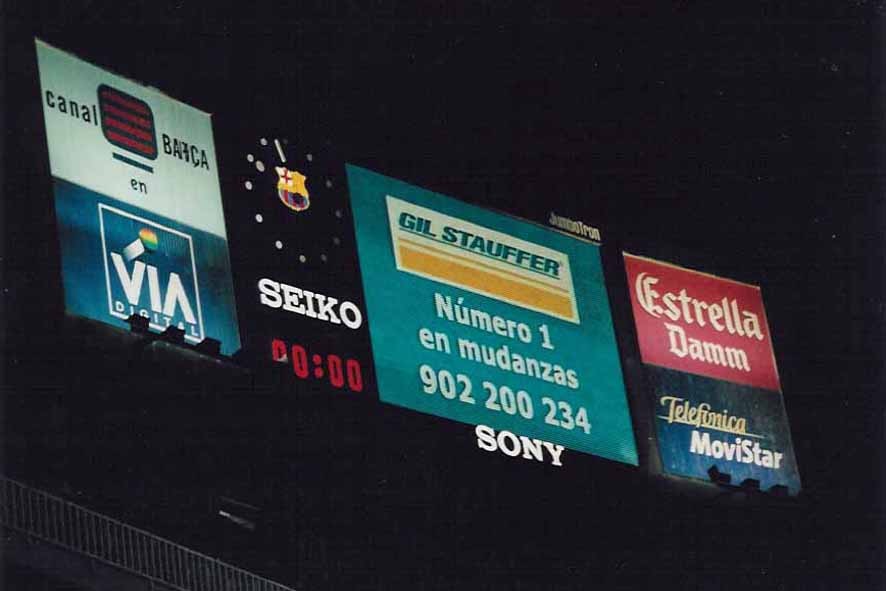 canal BARÇA
en
VIA
DIGITAL
SEIKO
00:00
JumboTron
GIL STAUFFER
Número 1
en mudanzas
902 200 234
SONY
Estrella
Damm
Telefónica
MoviStar